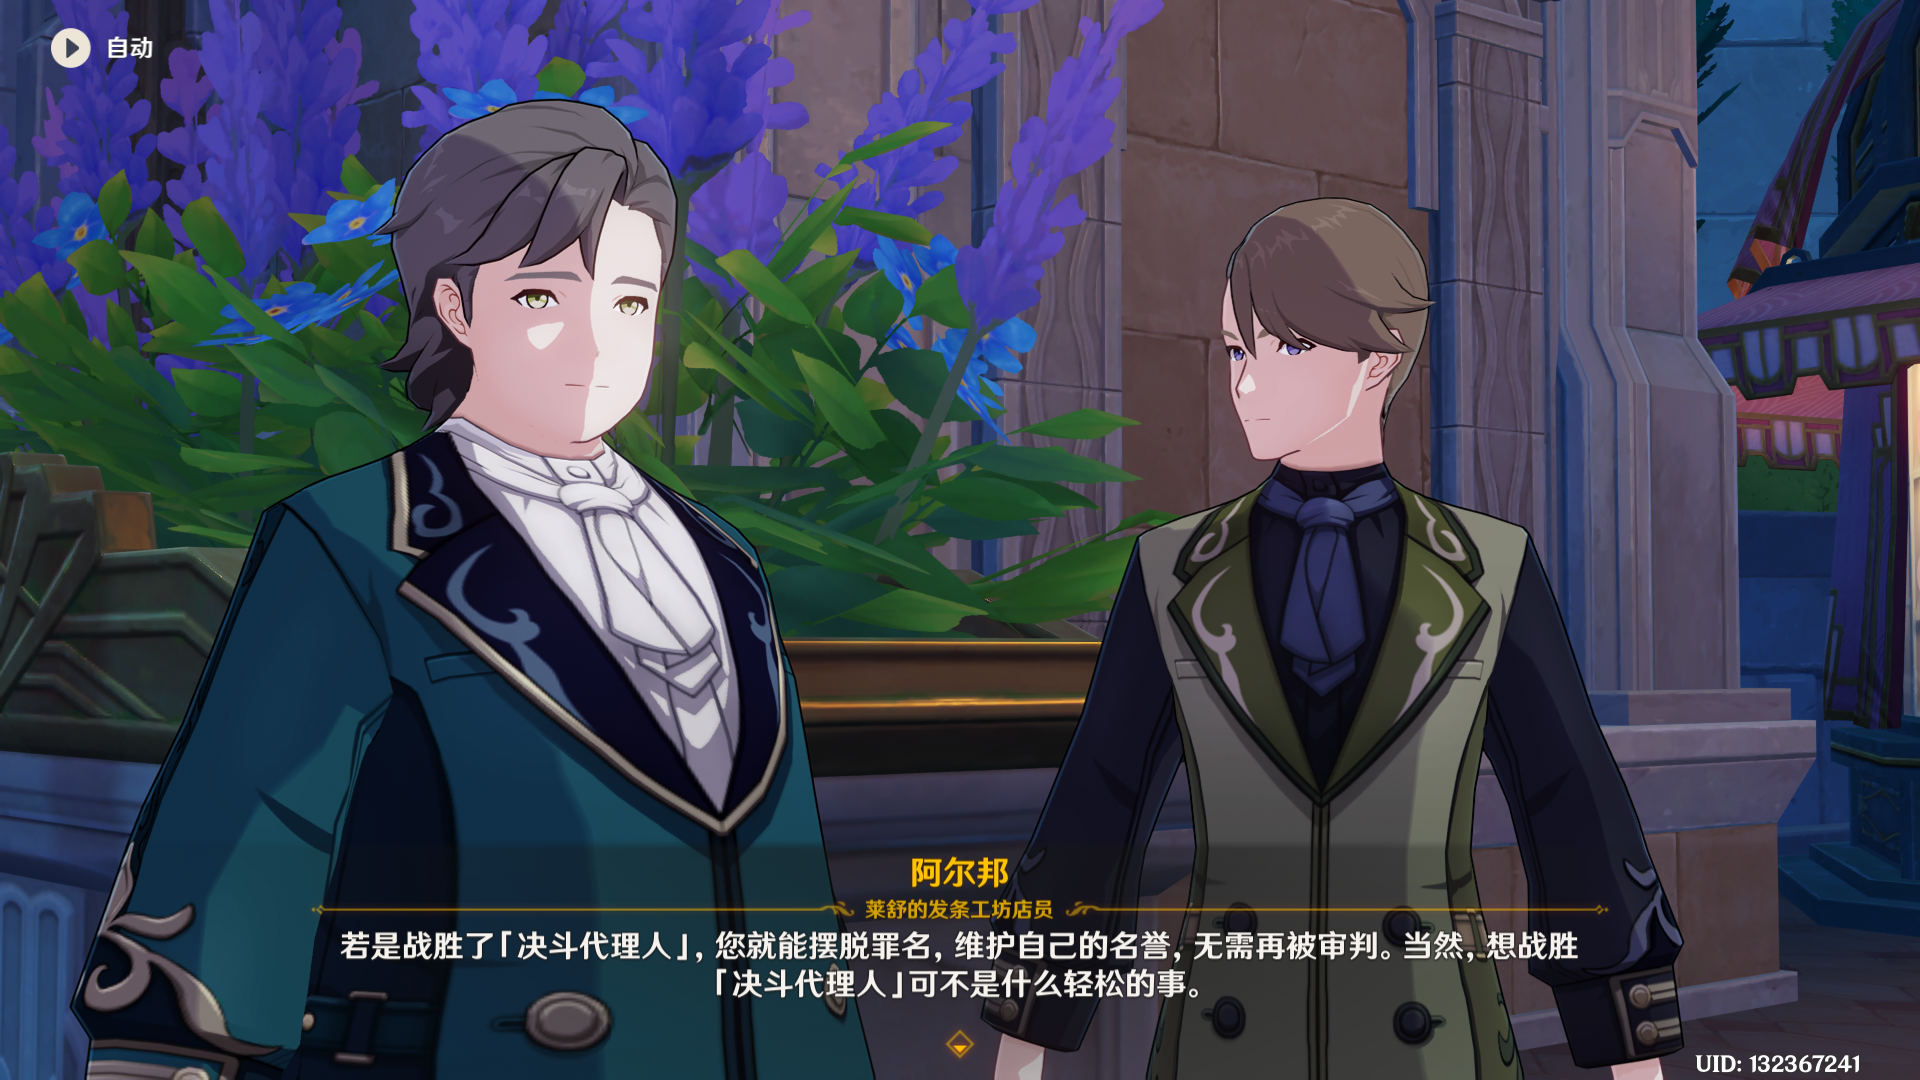 自动
阿尔邦
莱舒的发条工坊店员
若是战胜了「决斗代理人」，您就能摆脱罪名，维护自己的名誉，无需再被审判。当然，想战胜
「决斗代理人」可不是什么轻松的事。
UID: 132367241